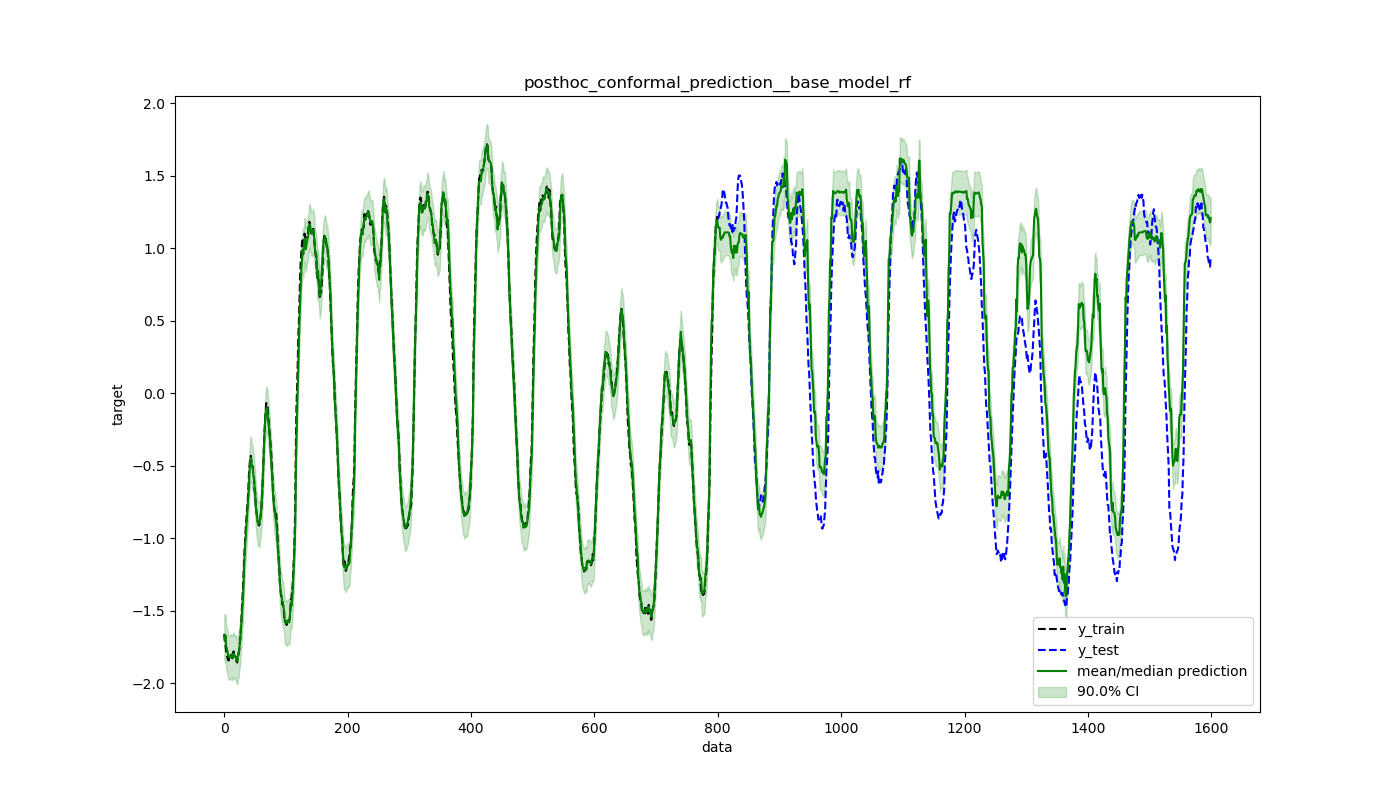 posthoc_conformal_prediction__base_model_rf
target
2.0
1.5
1.0
0.5
0.0
−0.5
−1.0
−1.5
−2.0
0 200 400 600 800 1000 1200 1400 1600
data
y_train
y_test
mean/median prediction
90.0% CI